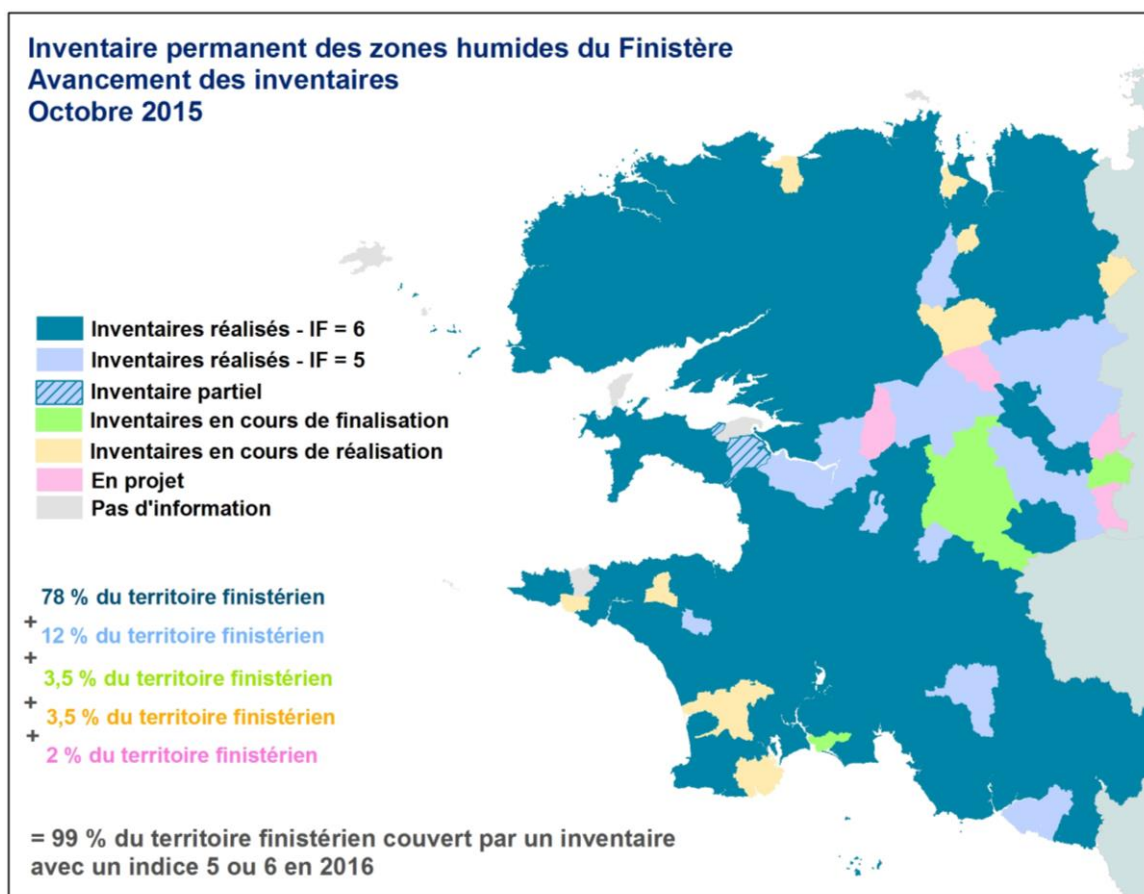 Inventaire permanent des zones humides du Finistère
Avancement des inventaires
Octobre 2015
Inventaires réalisés - IF = 6
Inventaires réalisés - IF = 5
Inventaire partiel
Inventaires en cours de finalisation
Inventaires en cours de réalisation
En projet
Pas d'information
78 % du territoire finistérien
+
12 % du territoire finistérien
+
3,5 % du territoire finistérien
+
3,5 % du territoire finistérien
+
2 % du territoire finistérien
= 99 % du territoire finistérien couvert par un inventaire
avec un indice 5 ou 6 en 2016